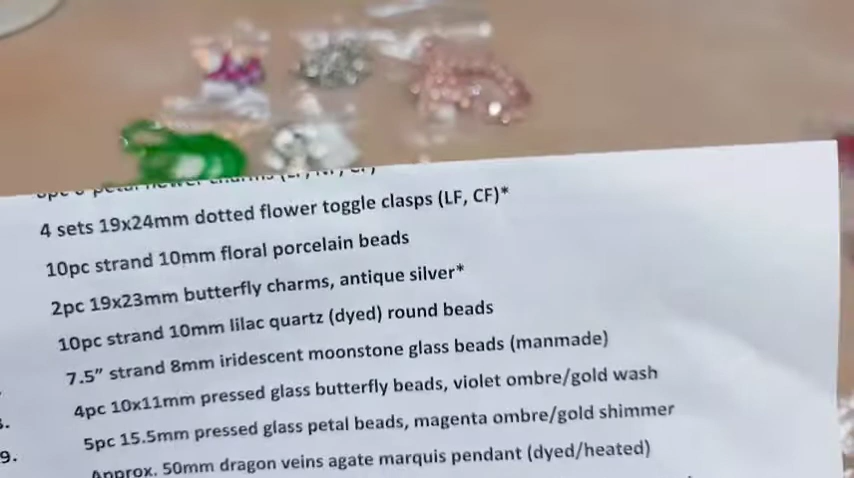 4 sets 19x24mm dotted flower toggle clasps (LF, CF)*
10pc strand 10mm floral porcelain beads
2pc 19x23mm butterfly charms, antique silver*
10pc strand 10mm lilac quartz (dyed) round beads
7.5” strand 8mm iridescent moonstone glass beads (manmade)
4pc 10x11mm pressed glass butterfly beads, violet ombre/gold wash
5pc 15.5mm pressed glass petal beads, magenta ombre/gold shimmer
9. Approx. 50mm dragon veins agate marquis pendant (dyed/heated)